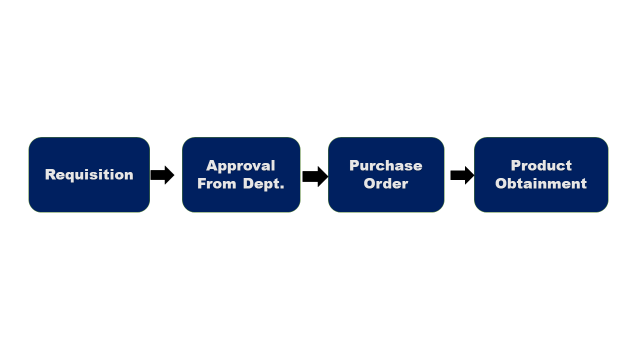 Requisition
Approval
From Dept.
Purchase
Order
Product
Obtainment